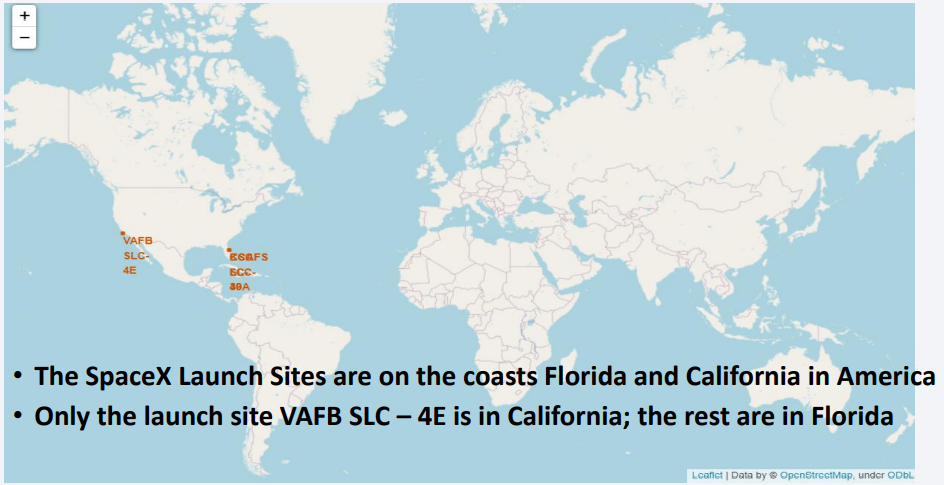 +
−
VAFB
SLC-
4E
• The SpaceX Launch Sites are on the coasts Florida and California in America
• Only the launch site VAFB SLC – 4E is in California; the rest are in Florida
Leaflet | Data by © OpenStreetMap, under ODbL